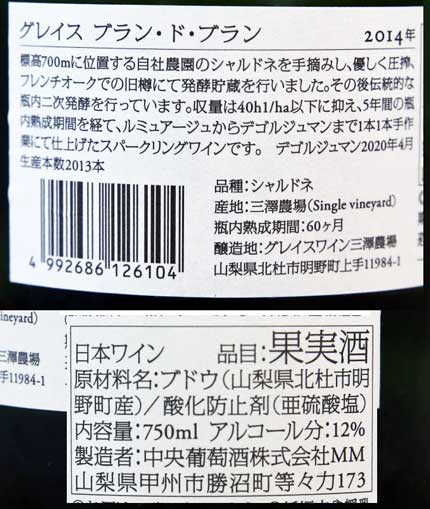 グレイス ブラン・ド・ブラン 2014年
標高700mに位置する自社農園のシャルドネを手摘みし、優しく圧搾、
フレンチオークでの旧樽にて発酵貯蔵を行いました。その後伝統的な
瓶内二次発酵を行っています。収量は40hl/ha以下に抑え、5年間の瓶
内熟成期間を経て、ルミュアージュからデゴルジュマンまで1本1本手作
業にて仕上げたスパークリングワインです。 デゴルジュマン2020年4月
生産本数2013本
品種：シャルドネ
産地：三澤農場(Single vineyard)
瓶内熟成期間：60ヶ月
醸造地：グレイスワイン三澤農場
山梨県北杜市明野町上手11984-1
4 992686 126104
ineyard)
三澤農場
手11984-1
日本ワイン 品目：果実酒
原材料名：ブドウ(山梨県北杜市明
野町産)／酸化防止剤(亜硫酸塩)
内容量：750ml アルコール分：12%
製造者：中央葡萄酒株式会社MM
山梨県甲州市勝沼町等々力173